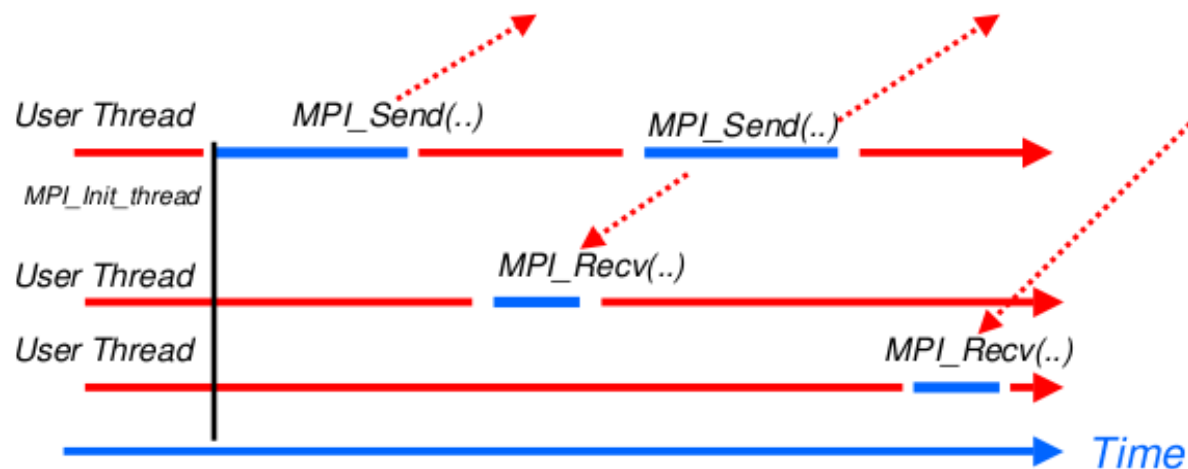 User Thread
MPI_Send(..)
MPI_Send(..)
MPI_Init_thread
User Thread
MPI_Recv(..)
User Thread
MPI_Recv(..)
Time